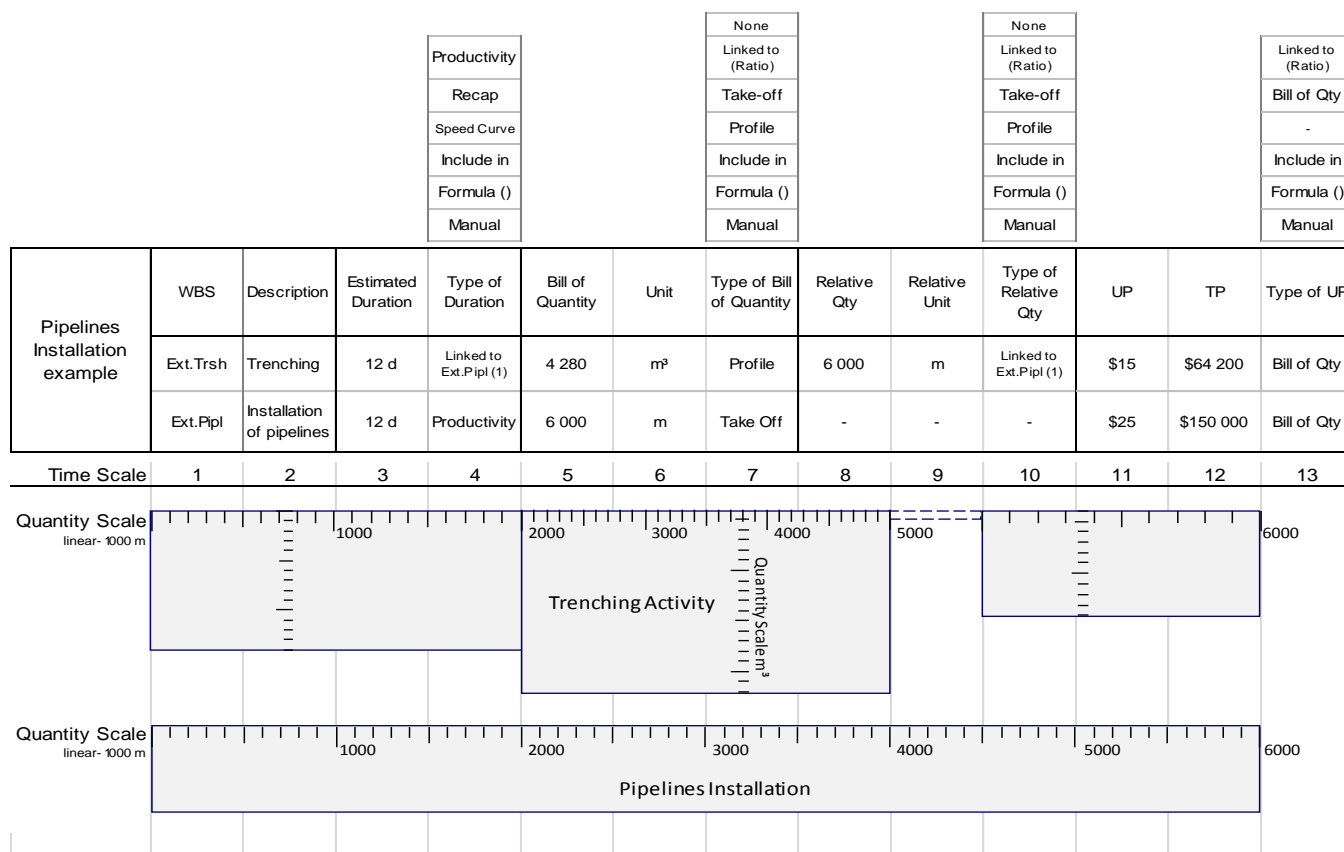 None
None
Productivity
Linked to
(Ratio)
Linked to
(Ratio)
Linked to
(Ratio)
Recap
Take-off
Take-off
Bill of Qty
Speed Curve
Profile
Profile
-
Include in
Include in
Include in
Include in
Formula ()
Formula ()
Formula ()
Formula ()
Manual
Manual
Manual
Manual
Pipelines
Installation
example
WBS
Description
Estimated
Duration
Type of
Duration
Bill of
Quantity
Unit
Type of Bill
of Quantity
Relative
Qty
Relative
Unit
Type of
Relative
Qty
UP
TP
Type of UP
Ext.Trsh
Trenching
12 d
Linked to
Ext.Pipl (1)
4 280
m³
Profile
6 000
m
Linked to
Ext.Pipl (1)
$15
$64 200
Bill of Qty
Ext.Pipl
Installation
of pipelines
12 d
Productivity
6 000
m
Take Off
-
-
-
$25
$150 000
Bill of Qty
Time Scale 1 2 3 4 5 6 7 8 9 10 11 12 13
Quantity Scale
linear- 1000 m
1000 2000 3000 4000 5000 6000
Trenching Activity
Quantity Scale m³
Quantity Scale
linear- 1000 m
1000 2000 3000 4000 5000 6000
Pipelines Installation